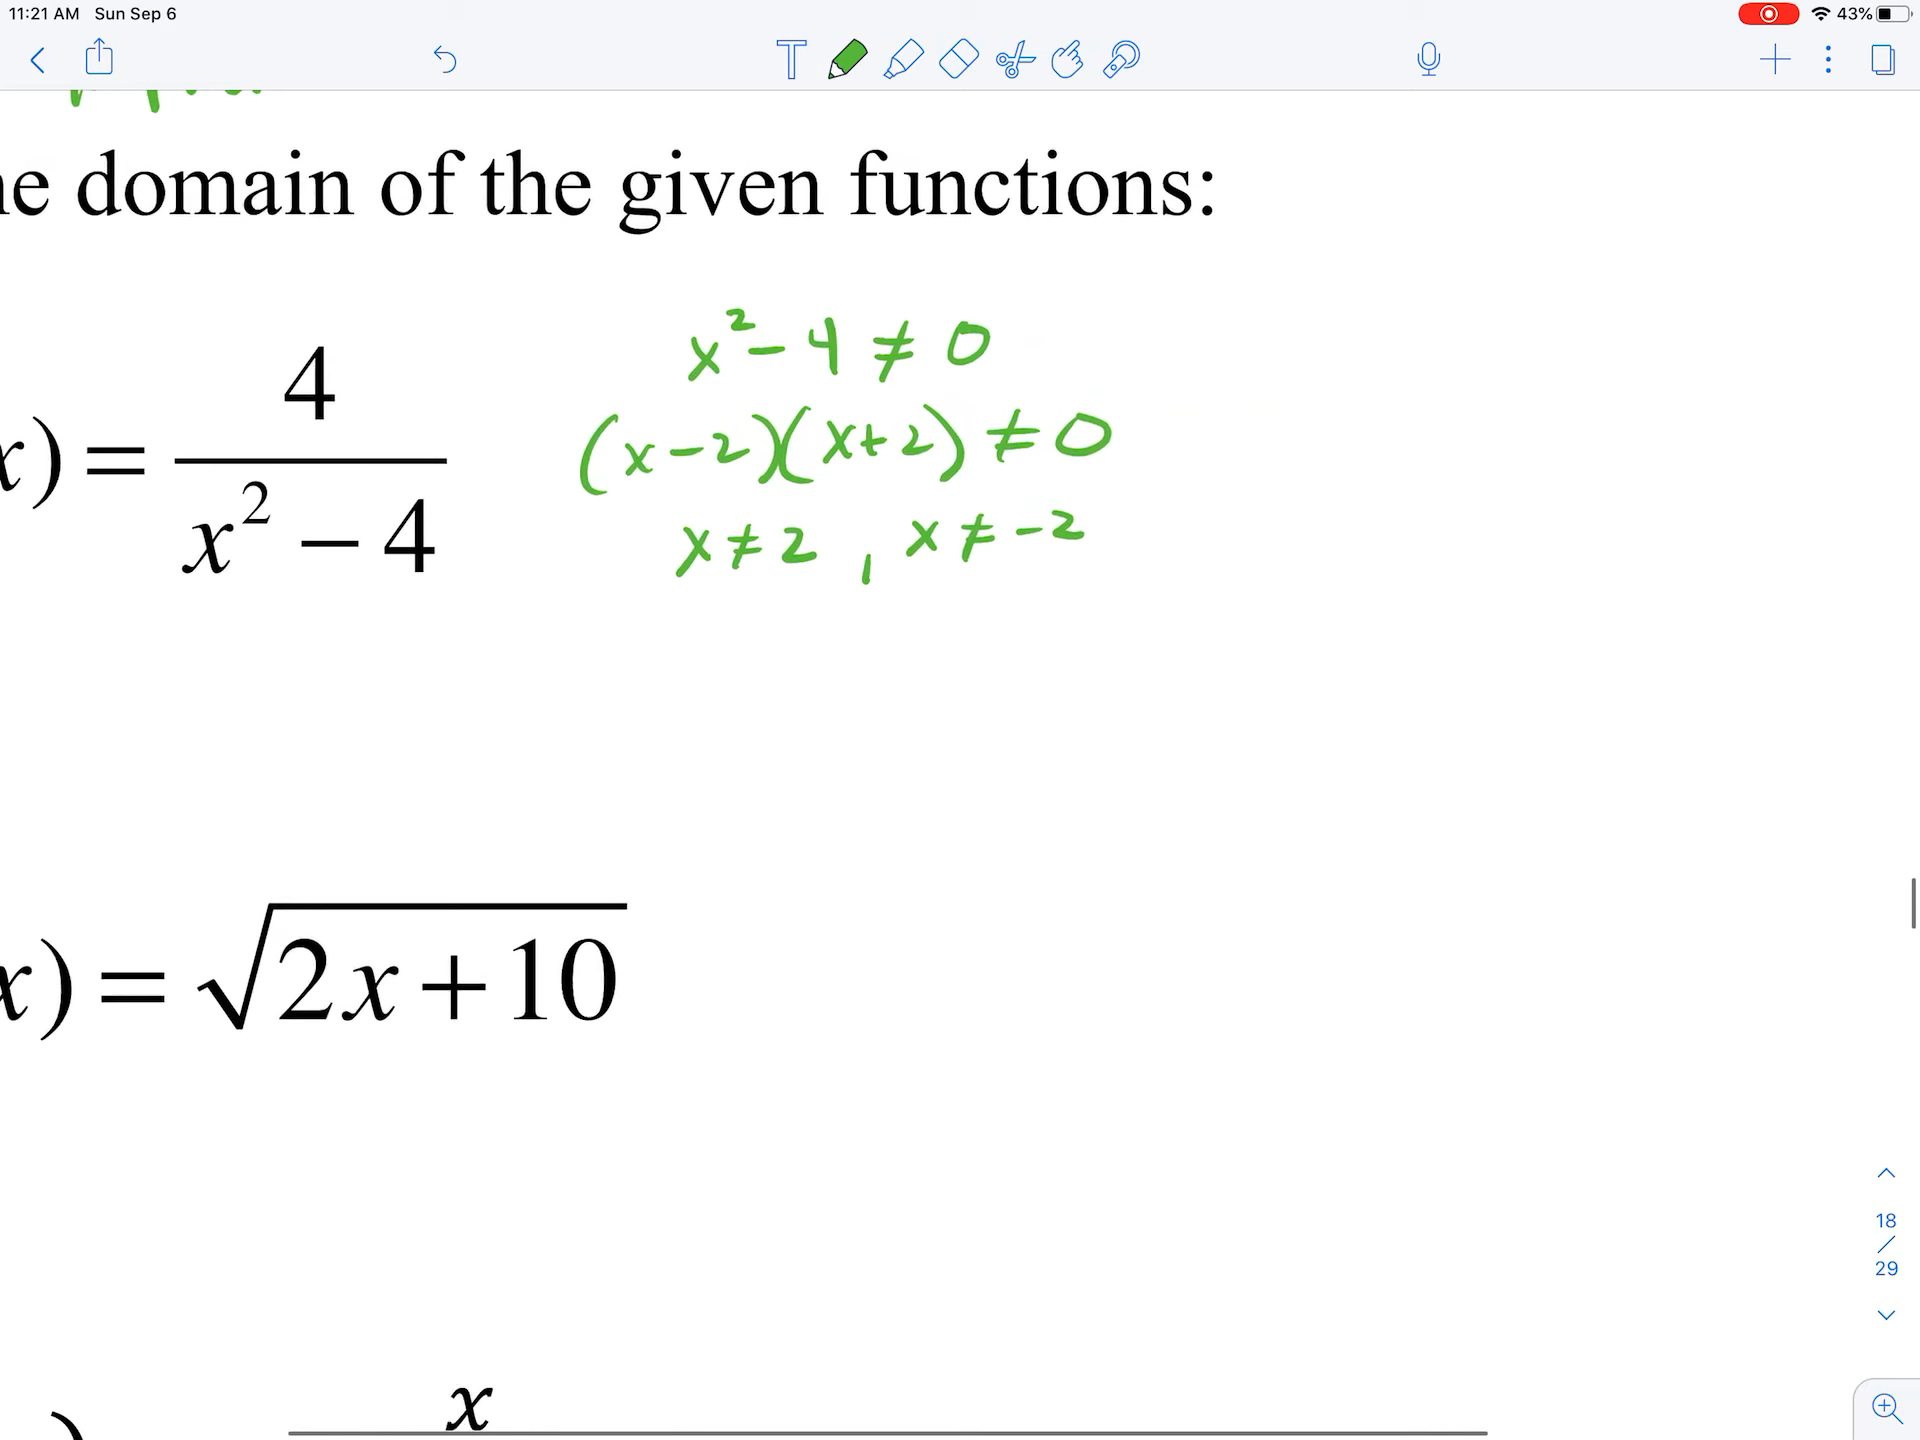 11:21 AM Sun Sep 6
43%
T
e domain of the given functions:
x² - 4 ≠ 0
x) = 4 / (x² − 4)
(x-2)(x+2) ≠ 0
x ≠ 2 , x ≠ -2
x) = √(2x+10)
18
/
29
x
)